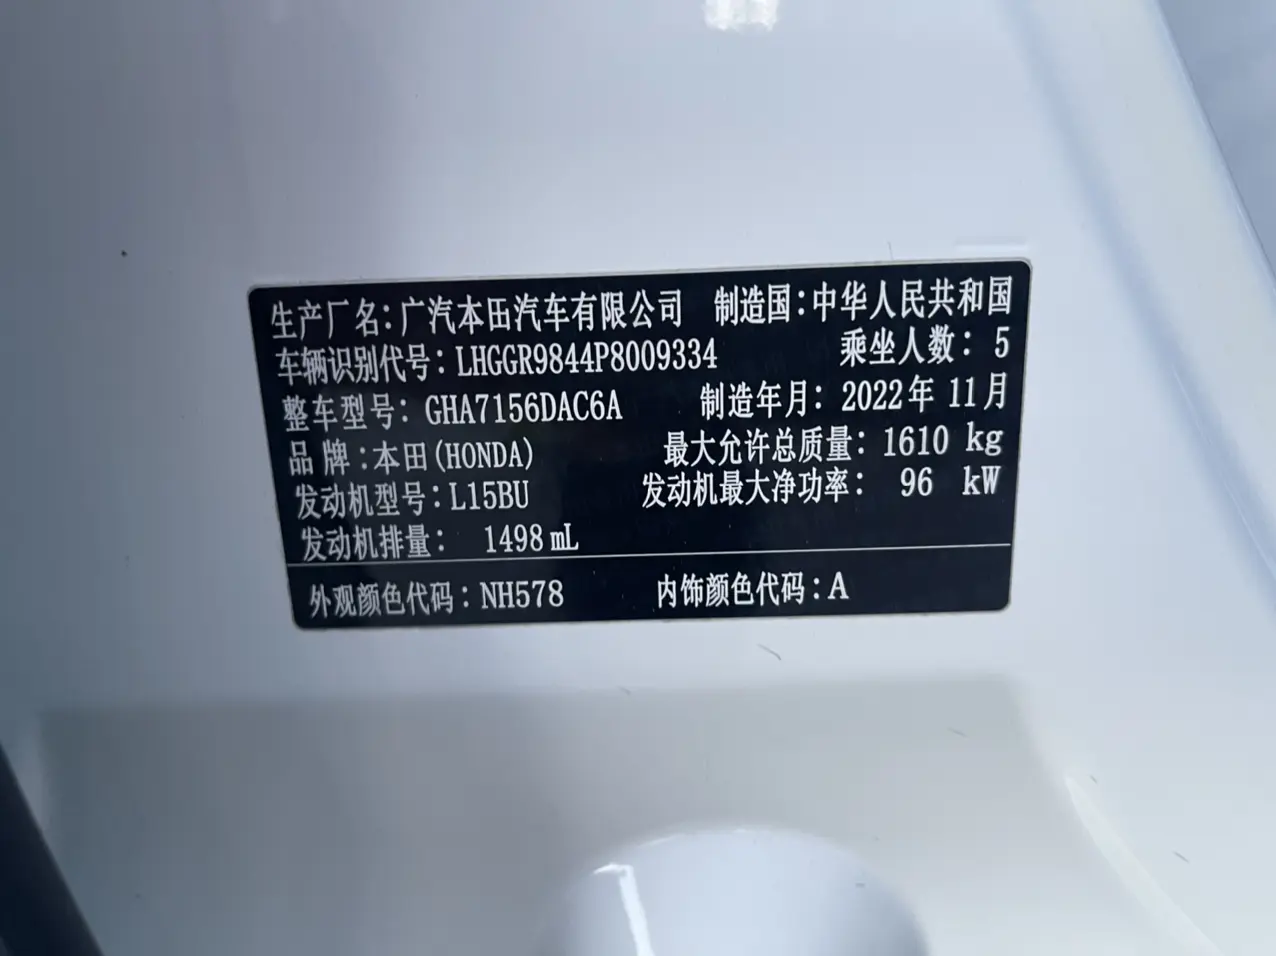 生产厂名:广汽本田汽车有限公司 制造国:中华人民共和国
车辆识别代号:LHGGR9844P8009334 乘坐人数: 5
整车型号: GHA7156DAC6A 制造年月: 2022年 11月
品 牌:本田(HONDA) 最大允许总质量: 1610 kg
发动机型号:L15BU 发动机最大净功率: 96 kW
发动机排量: 1498 mL
外观颜色代码:NH578 内饰颜色代码:A